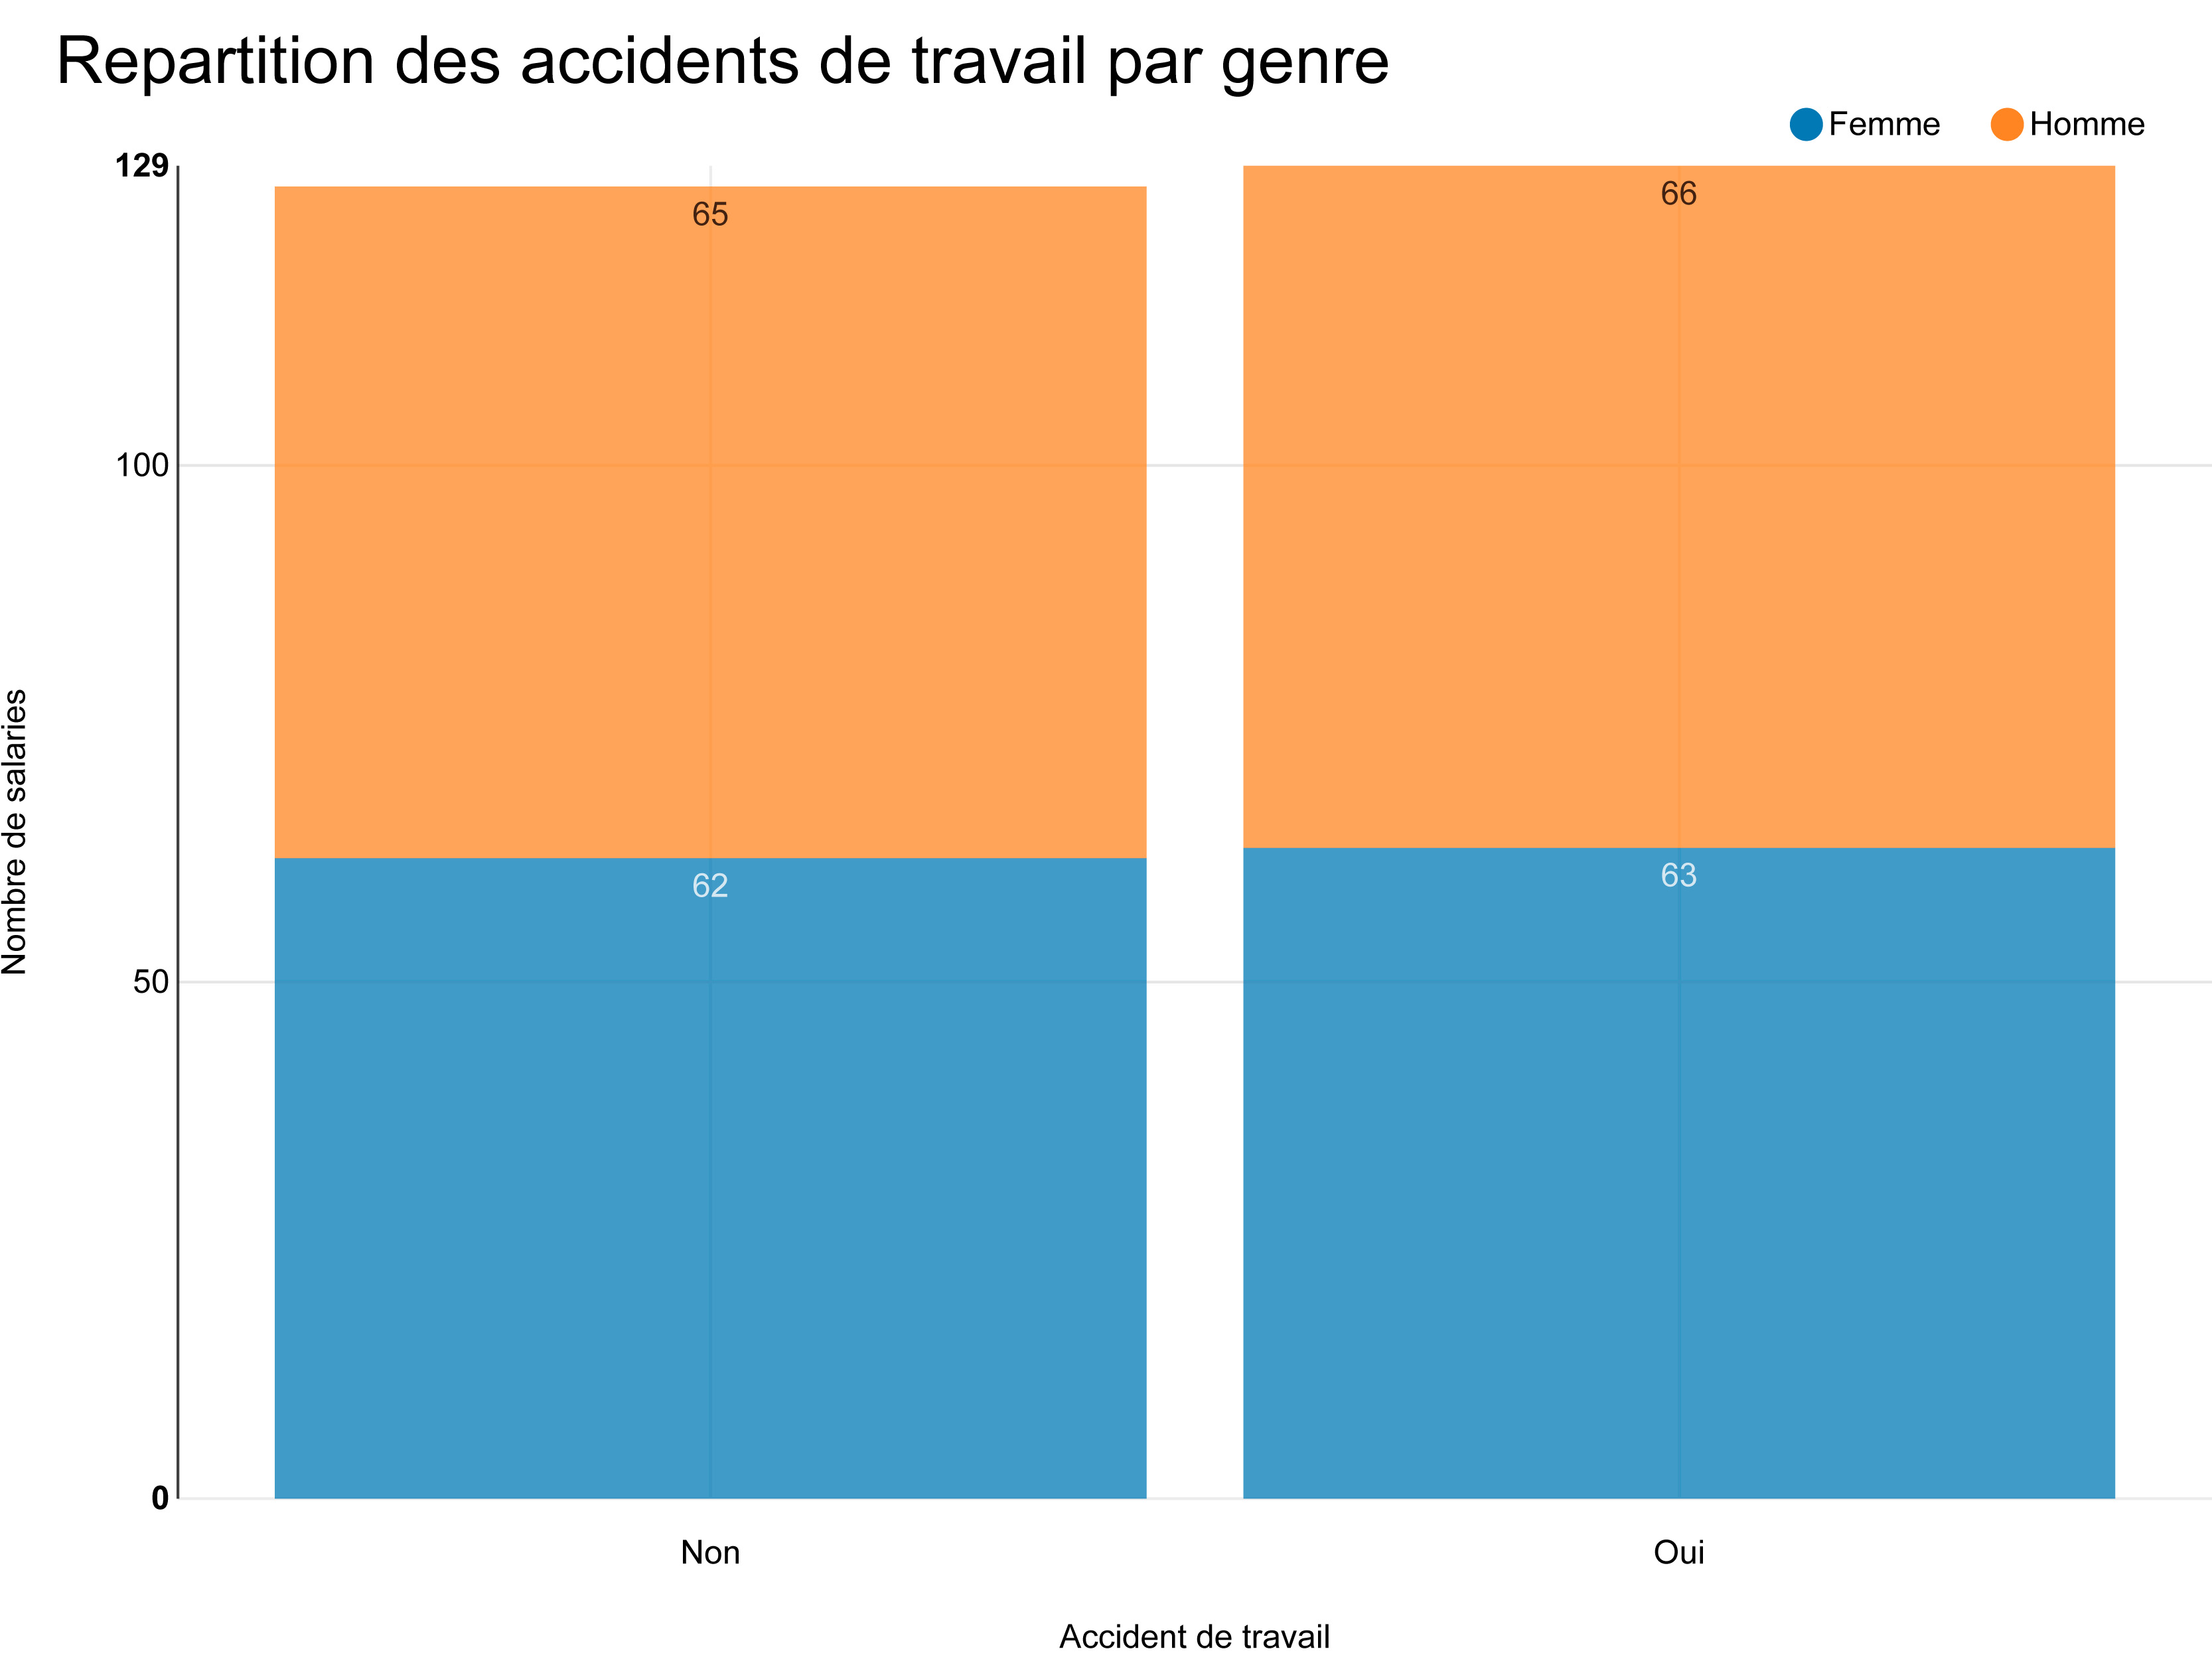 Repartition des accidents de travail par genre
Femme Homme
129
100
50
0
Nombre de salaries
65
66
62
63
Non Oui
Accident de travail